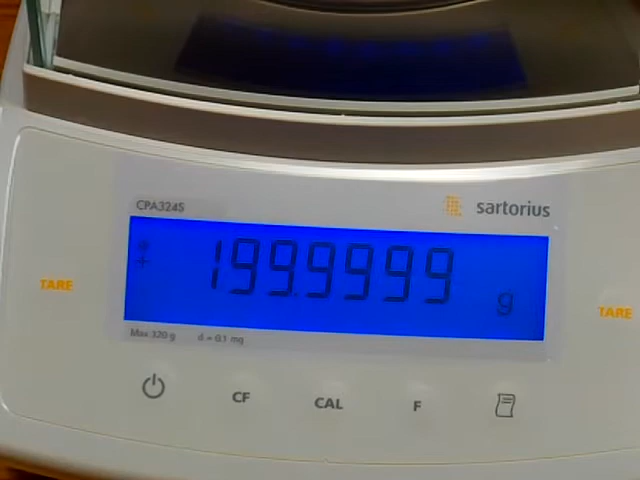 CPA324S
sartorius
+ 199.9999 g
TARE
TARE
Max 320 g d = 0.1 mg
CF
CAL
F